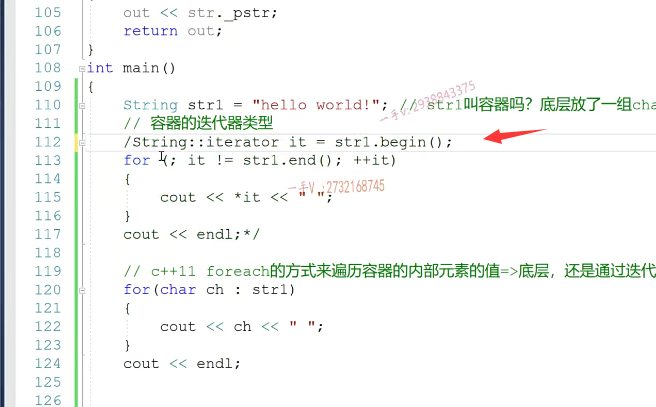 105 out << str._pstr;
106 return out;
107 }
108 int main()
109 {
110 String str1 = "hello world!"; // str1叫容器吗? 底层放了一组cha
111 // 容器的迭代器类型
112 /String::iterator it = str1.begin();
113 for (; it != str1.end(); ++it)
114 {
115 cout << *it << " ";
116 }
117 cout << endl;*/
118
119 // c++11 foreach的方式来遍历容器的内部元素的值=>底层, 还是通过迭代
120 for(char ch : str1)
121 {
122 cout << ch << " ";
123 }
124 cout << endl;
125
126
一手V:2938843375
一手V:2732168745